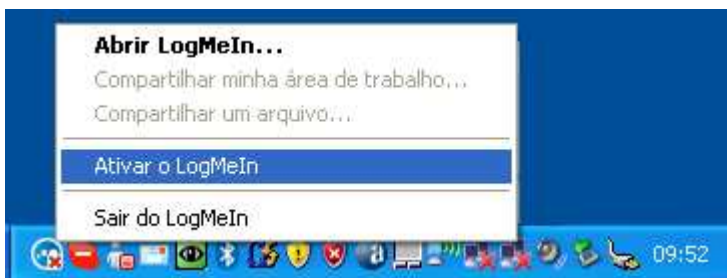 Abrir LogMeIn...
Compartilhar minha área de trabalho...
Compartilhar um arquivo...
Ativar o LogMeIn
Sair do LogMeIn
09:52